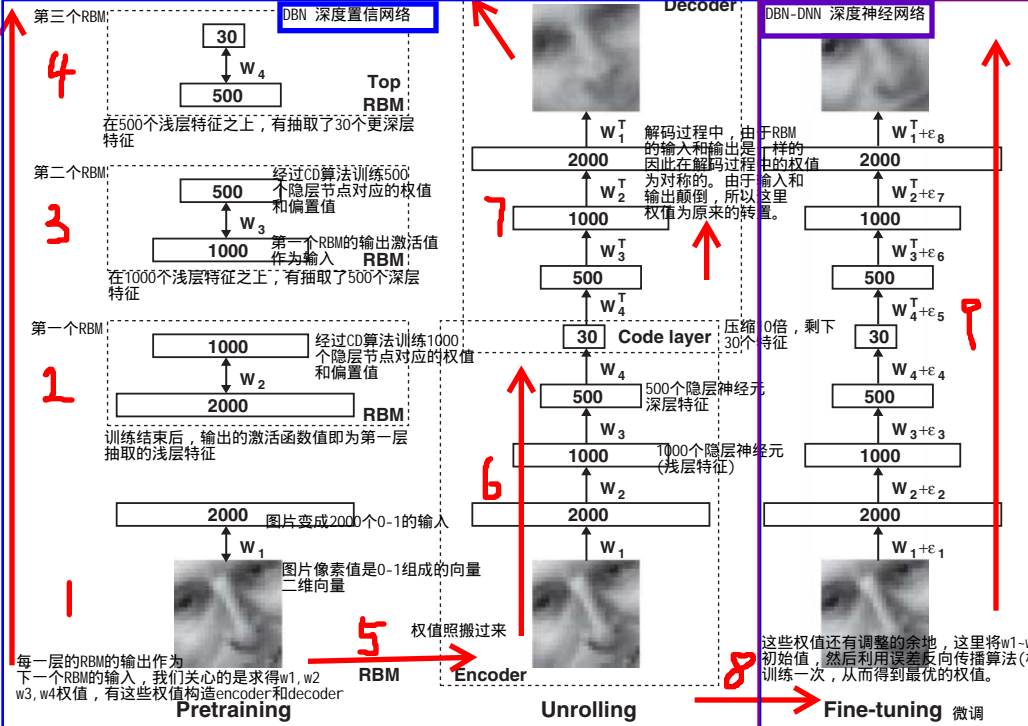 第三个RBM
DBN 深度置信网络
4
30
W4
500
Top
RBM
在500个浅层特征之上，有抽取了30个更深层
特征
第二个RBM
3
500
W3
1000
RBM
经过CD算法训练500
个隐层节点对应的权值
和偏置值
第一个RBM的输出激活值
作为输入
在1000个浅层特征之上，有抽取了500个深层
特征
第一个RBM
2
1000
W2
2000
RBM
经过CD算法训练1000
个隐层节点对应的权值
和偏置值
训练结束后，输出的激活函数值即为第一层
抽取的浅层特征
2000
图片变成2000个0-1的输入
W1
图片像素值是0-1组成的向量
二维向量
1
每一层的RBM的输出作为
下一个RBM的输入，我们关心的是求得w1,w2
w3,w4权值，有这些权值构造encoder和decoder
Pretraining
5
RBM
权值照搬过来
Decoder
W1T
2000
W2T
7
1000
W3T
500
W4T
解码过程中，由于RBM
的输入和输出是一样的
因此在解码过程中的权值
为对称的。由于输入和
输出颠倒，所以这里
权值为原来的转置。
30
Code layer
压缩10倍，剩下
30个特征
W4
500
500个隐层神经元
深层特征
W3
1000
1000个隐层神经元
(浅层特征)
6
W2
2000
W1
Encoder
Unrolling
8
DBN-DNN 深度神经网络
W1T+ε8
2000
W2T+ε7
1000
W3T+ε6
500
W4T+ε5
30
9
W4+ε4
500
W3+ε3
1000
W2+ε2
2000
W1+ε1
这些权值还有调整的余地，这里将w1-w
初始值，然后利用误差反向传播算法(
训练一次，从而得到最优的权值。
Fine-tuning 微调